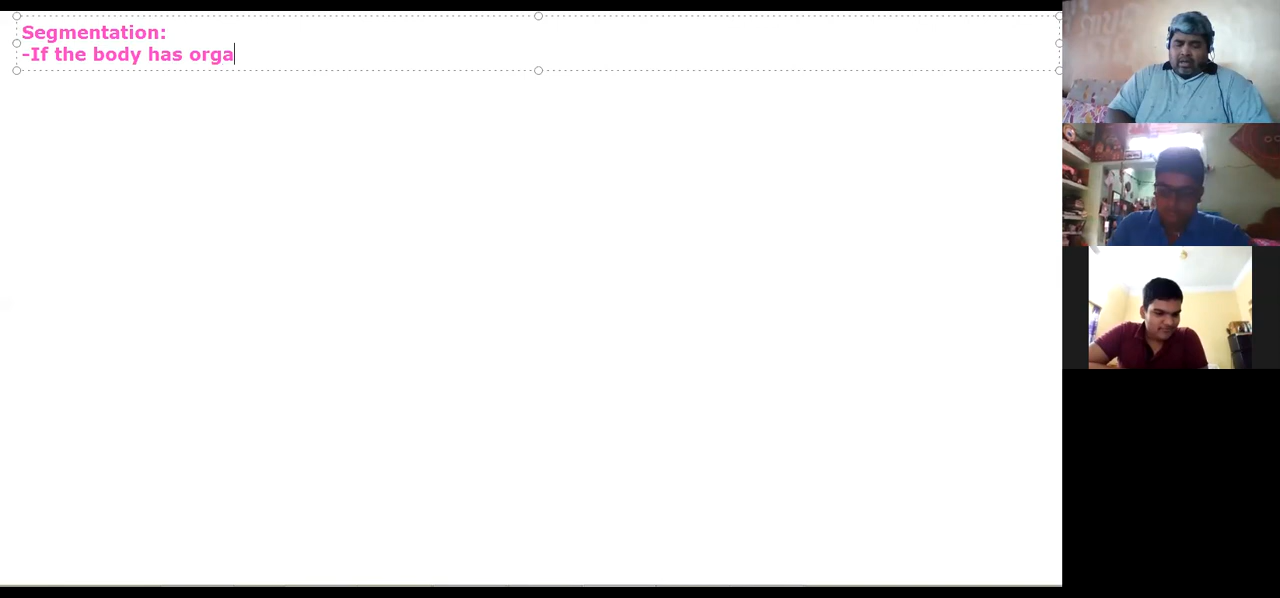 Segmentation:
-If the body has orga